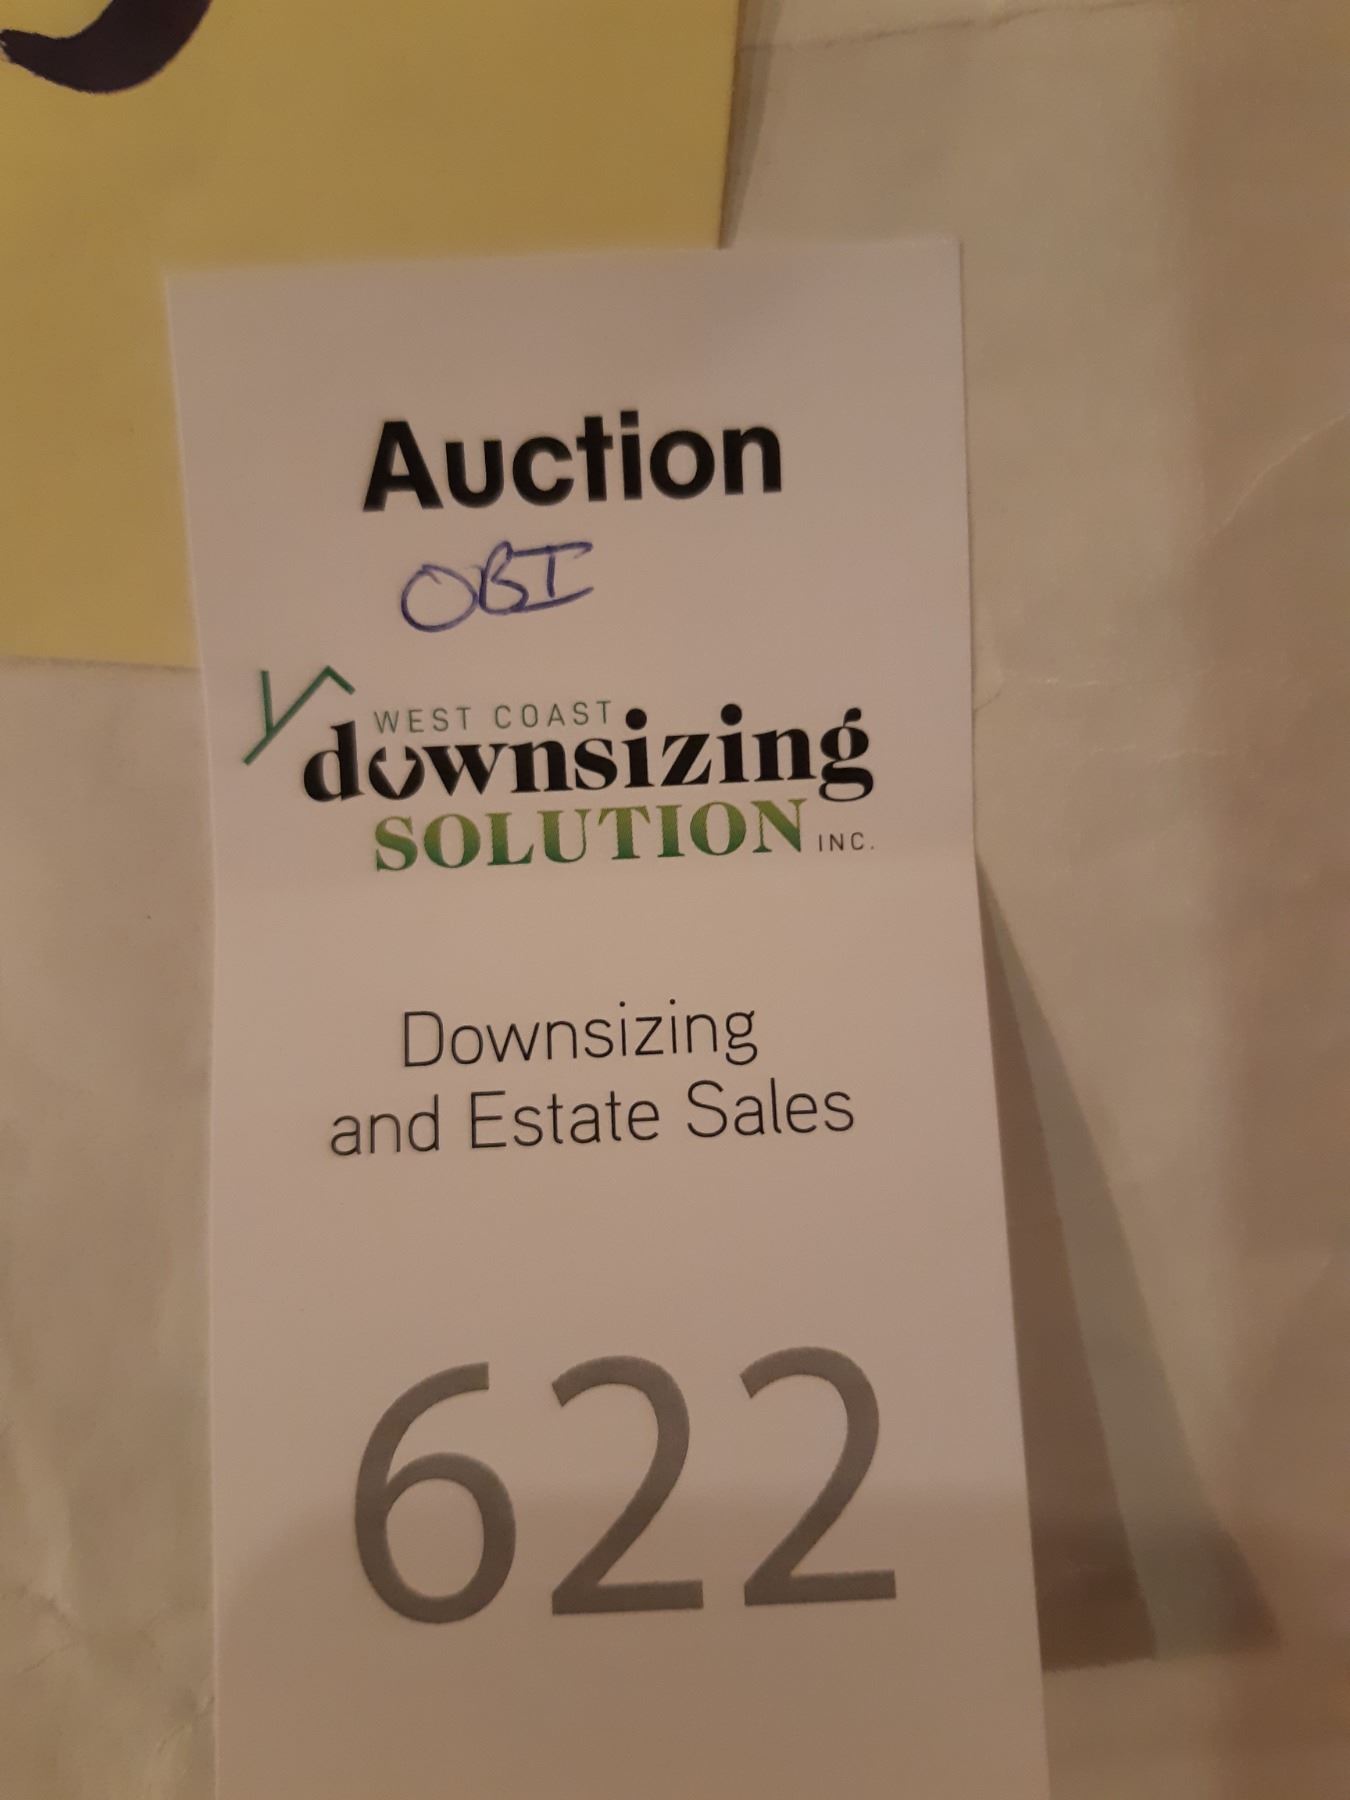 Auction
OBI
WEST COAST
downsizing
SOLUTION INC.
Downsizing
and Estate Sales
622